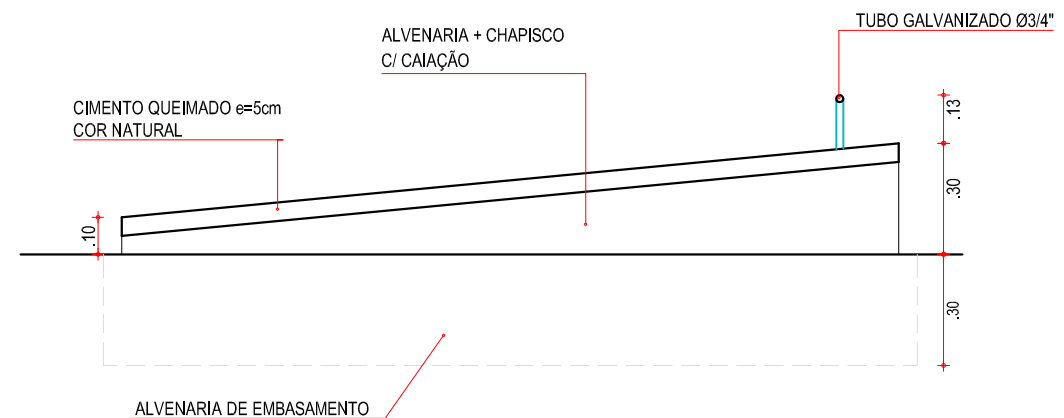 TUBO GALVANIZADO Ø3/4"
ALVENARIA + CHAPISCO
C/ CAIAÇÃO
CIMENTO QUEIMADO e=5cm
COR NATURAL
.13
.30
.10
.30
ALVENARIA DE EMBASAMENTO